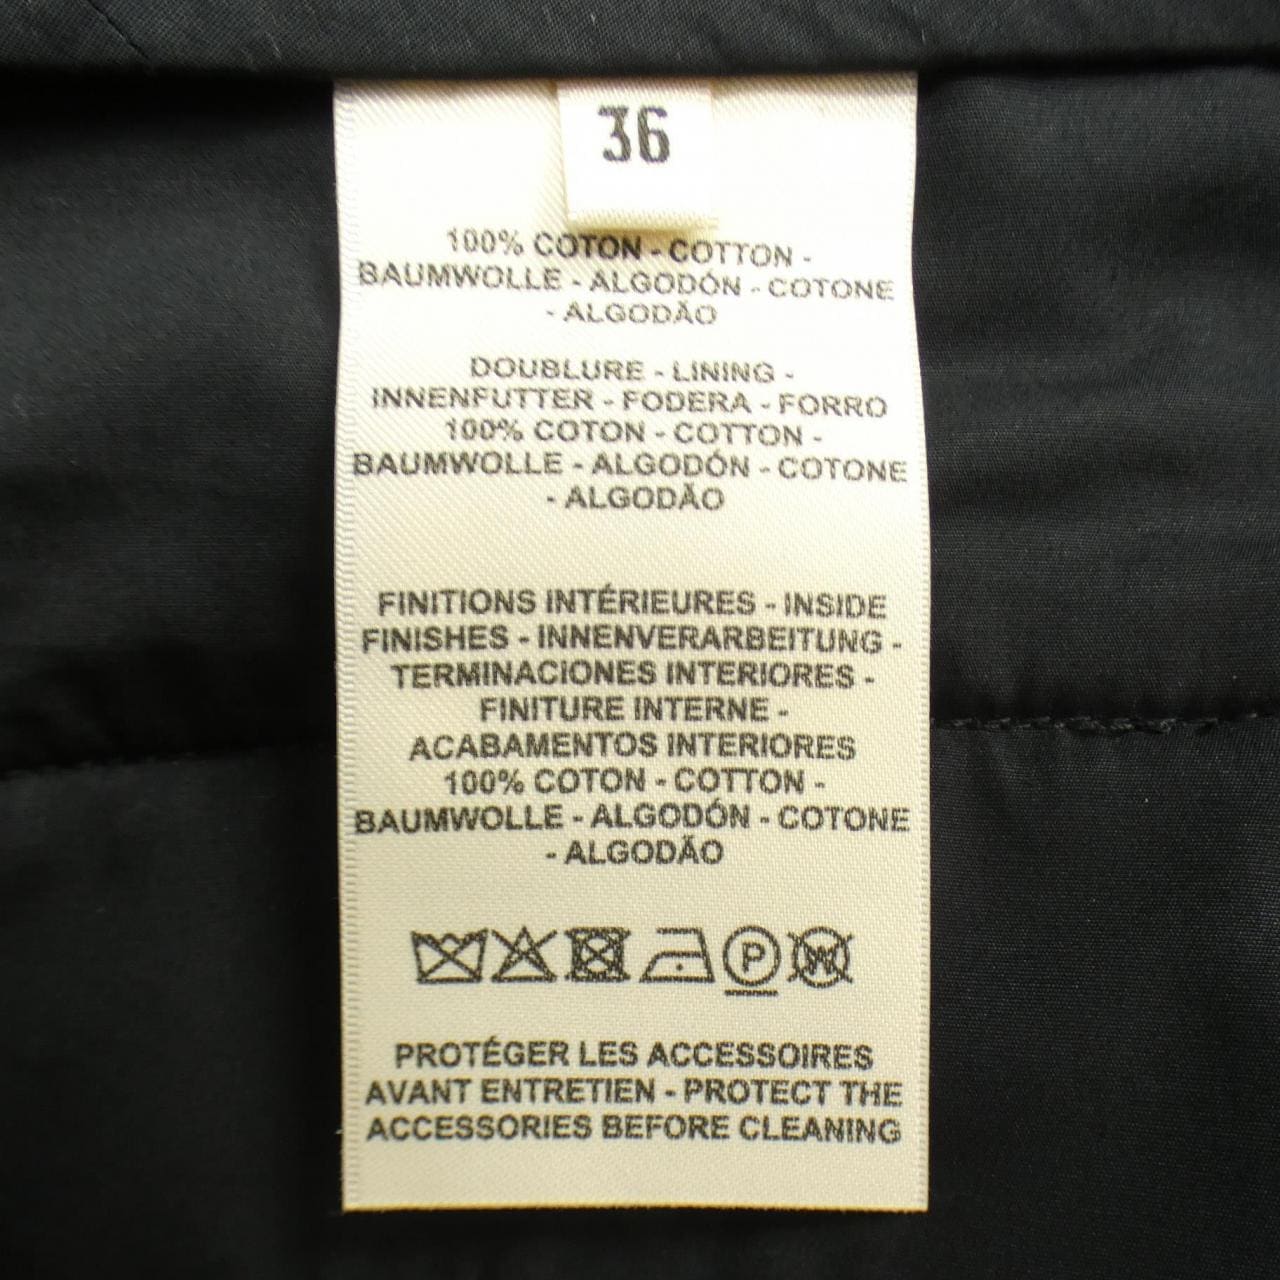 36
100% COTON - COTTON -
BAUMWOLLE - ALGODÓN - COTONE
- ALGODÃO
DOUBLURE - LINING -
INNENFUTTER - FODERA - FORRO
100% COTON - COTTON -
BAUMWOLLE - ALGODÓN - COTONE
- ALGODÃO
FINITIONS INTÉRIEURES - INSIDE
FINISHES - INNENVERARBEITUNG -
TERMINACIONES INTERIORES -
FINITURE INTERNE -
ACABAMENTOS INTERIORES
100% COTON - COTTON -
BAUMWOLLE - ALGODÓN - COTONE
- ALGODÃO
P W
PROTÉGER LES ACCESSOIRES
AVANT ENTRETIEN - PROTECT THE
ACCESSORIES BEFORE CLEANING